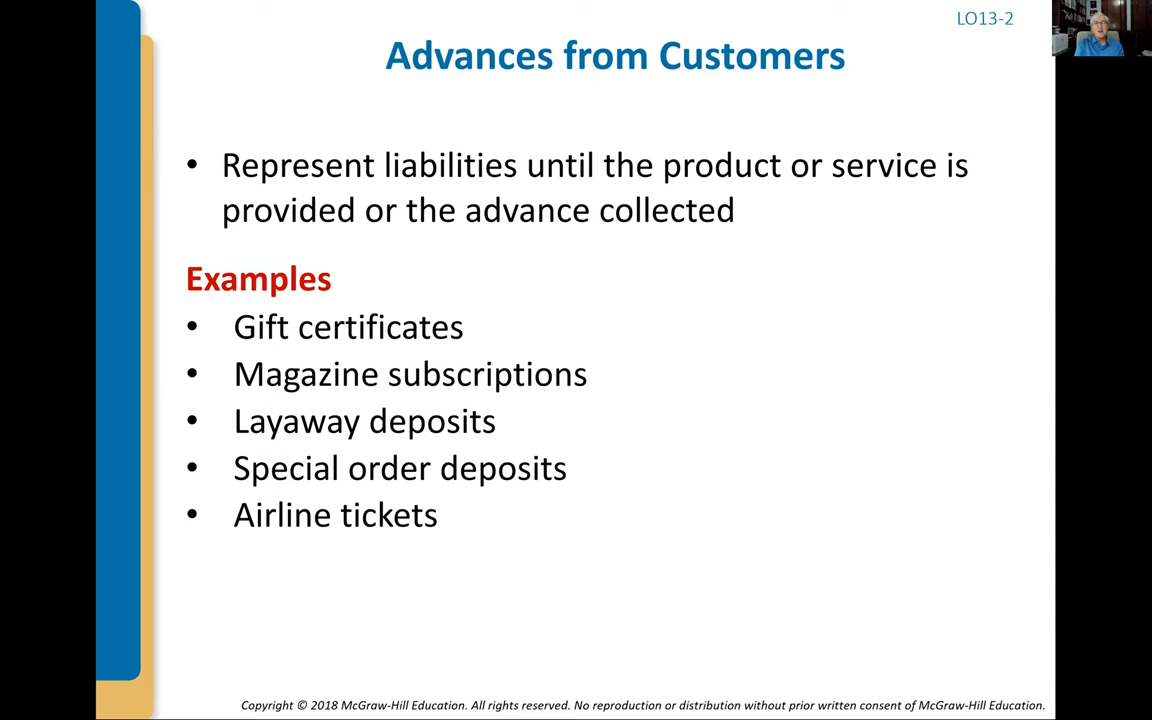 LO13-2
Advances from Customers
• Represent liabilities until the product or service is
provided or the advance collected
Examples
• Gift certificates
• Magazine subscriptions
• Layaway deposits
• Special order deposits
• Airline tickets
Copyright © 2018 McGraw-Hill Education. All rights reserved. No reproduction or distribution without prior written consent of McGraw-Hill Education.